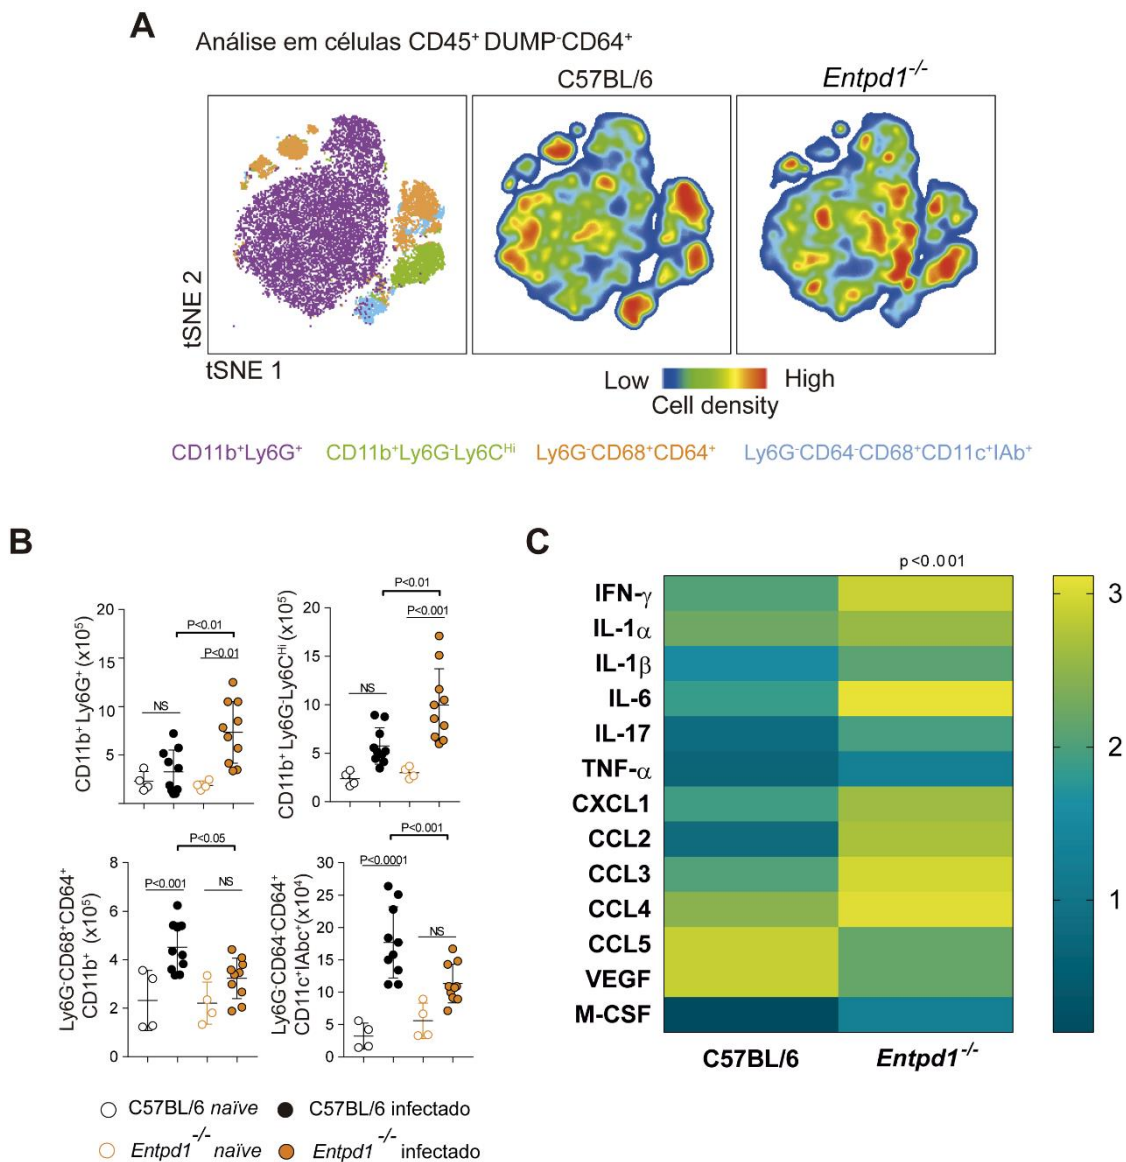 A
Análise em células CD45⁺ DUMP⁻CD64⁺
C57BL/6
Entpd1⁻/⁻
tSNE 2
tSNE 1
Low
High
Cell density
CD11b⁺Ly6G⁺
CD11b⁺Ly6G⁻Ly6Cᴴⁱ
Ly6G⁻CD68⁺CD64⁺
Ly6G⁻CD64⁻CD68⁺CD11c⁺IAb⁺
B
CD11b⁺ Ly6G⁺ (x10⁵)
20
15
10
5
NS
P<0.01
P<0.01
CD11b⁺ Ly6G⁻Ly6Cᴴⁱ (x10⁵)
20
15
10
5
0
NS
P<0.01
P<0.001
Ly6G⁻CD68⁺CD64⁺
CD11b⁺ (x10⁵)
8
6
4
2
0
P<0.001
P<0.05
NS
Ly6G⁻CD64⁻CD64⁺
CD11c⁺IAbc⁺(x10⁴)
30
25
20
15
10
5
0
P<0.0001
P<0.001
NS
C57BL/6 naïve
C57BL/6 infectado
Entpd1⁻/⁻ naïve
Entpd1⁻/⁻ infectado
C
p<0.001
IFN-γ
IL-1α
IL-1β
IL-6
IL-17
TNF-α
CXCL1
CCL2
CCL3
CCL4
CCL5
VEGF
M-CSF
C57BL/6
Entpd1⁻/⁻
3
2
1